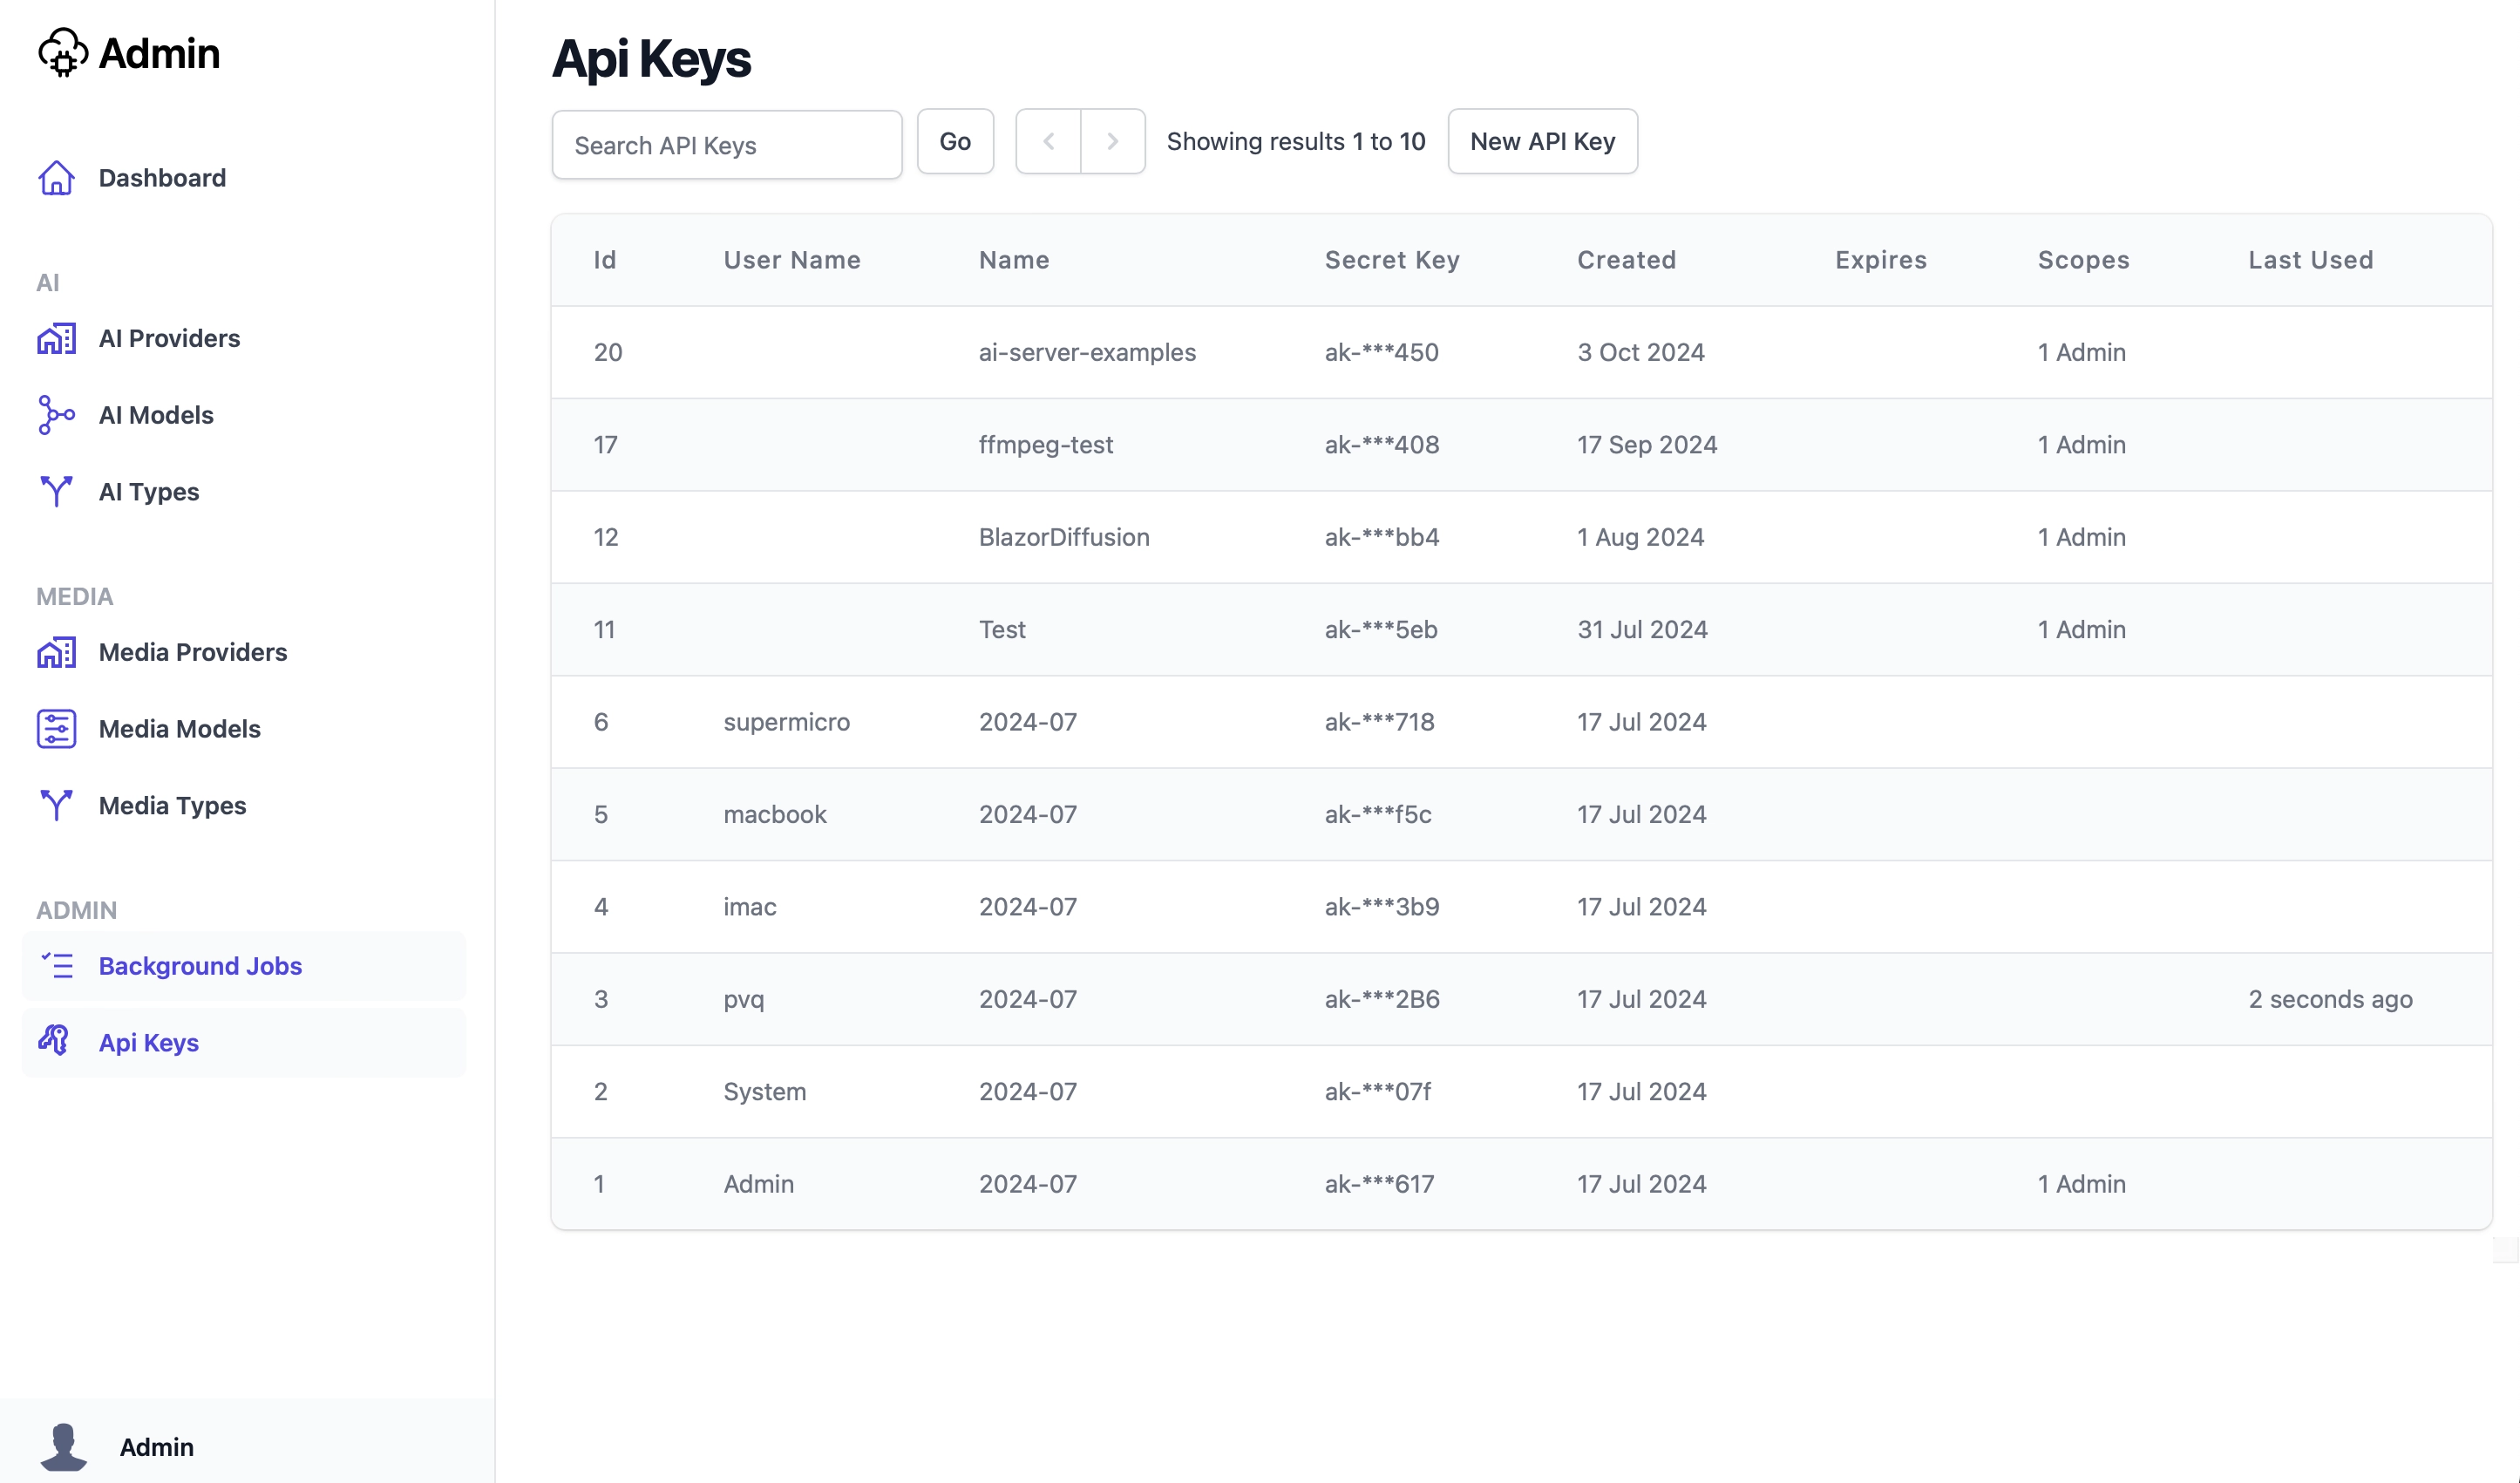 Admin
Dashboard
AI
AI Providers
AI Models
AI Types
MEDIA
Media Providers
Media Models
Media Types
ADMIN
Background Jobs
Api Keys
Admin
Api Keys
Search API Keys Go Showing results 1 to 10 New API Key
Id User Name Name Secret Key Created Expires Scopes Last Used
20 ai-server-examples ak-***450 3 Oct 2024 1 Admin
17 ffmpeg-test ak-***408 17 Sep 2024 1 Admin
12 BlazorDiffusion ak-***bb4 1 Aug 2024 1 Admin
11 Test ak-***5eb 31 Jul 2024 1 Admin
6 supermicro 2024-07 ak-***718 17 Jul 2024
5 macbook 2024-07 ak-***f5c 17 Jul 2024
4 imac 2024-07 ak-***3b9 17 Jul 2024
3 pvq 2024-07 ak-***2B6 17 Jul 2024 2 seconds ago
2 System 2024-07 ak-***07f 17 Jul 2024
1 Admin 2024-07 ak-***617 17 Jul 2024 1 Admin